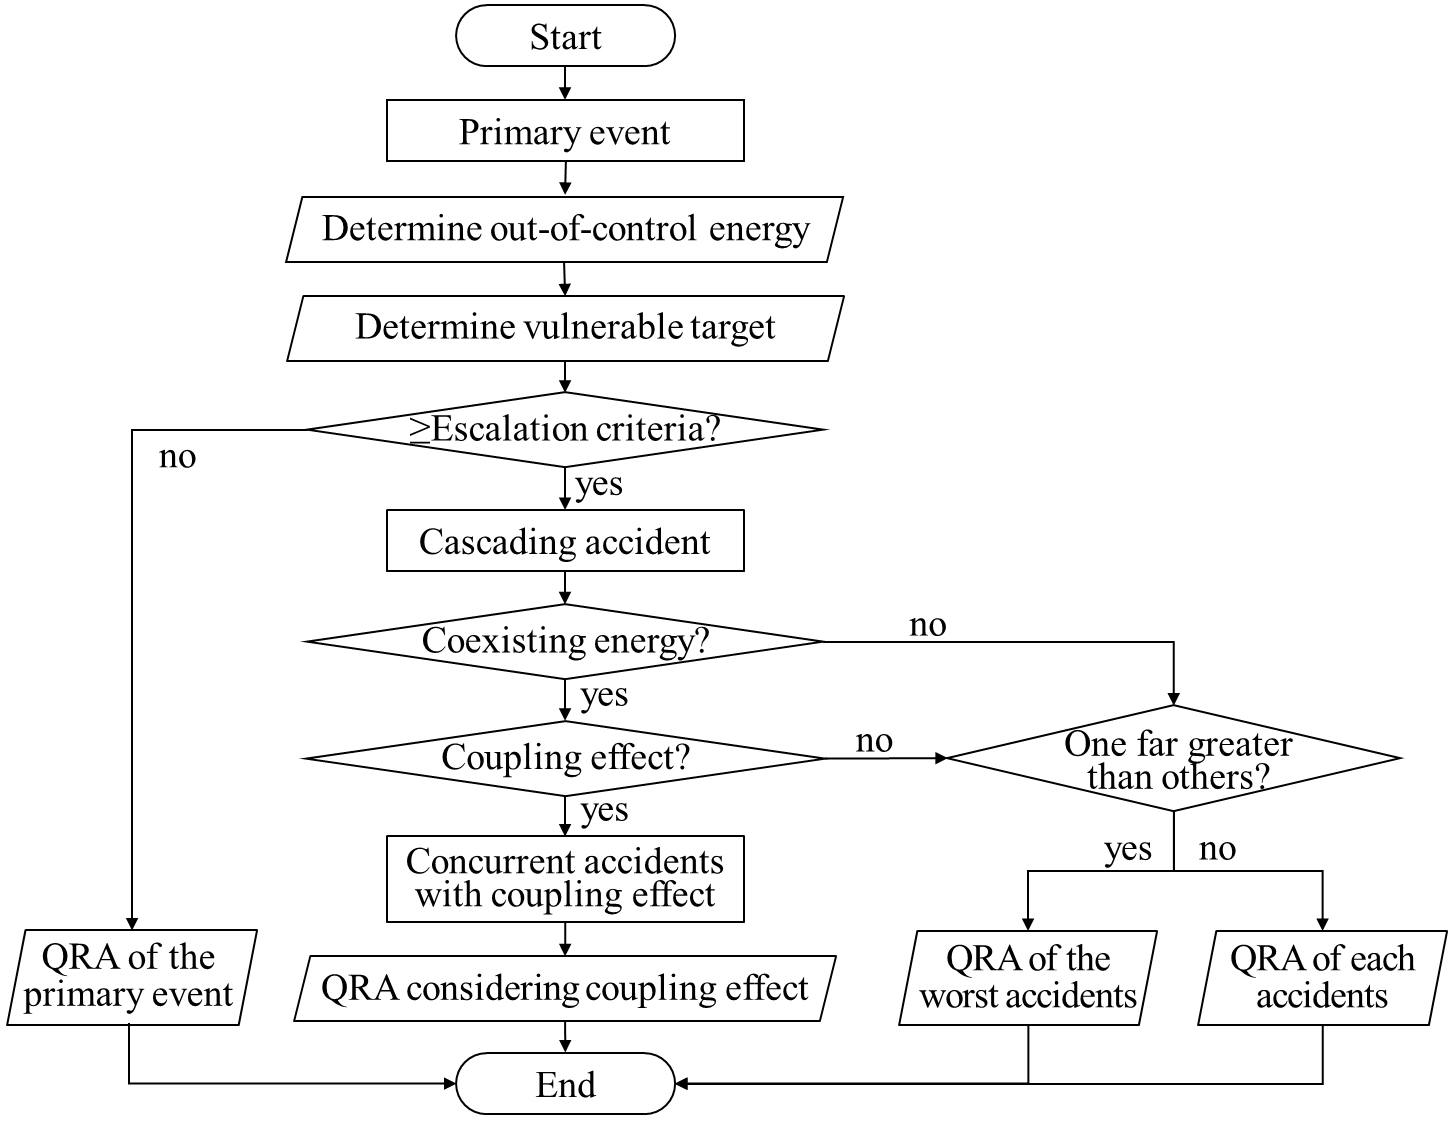 Start
Primary event
Determine out-of-control energy
Determine vulnerable target
≥Escalation criteria?
no
yes
Cascading accident
Coexisting energy?
no
yes
Coupling effect?
no
One far greater
than others?
yes
yes
no
Concurrent accidents
with coupling effect
QRA of the
primary event
QRA considering coupling effect
QRA of the
worst accidents
QRA of each
accidents
End